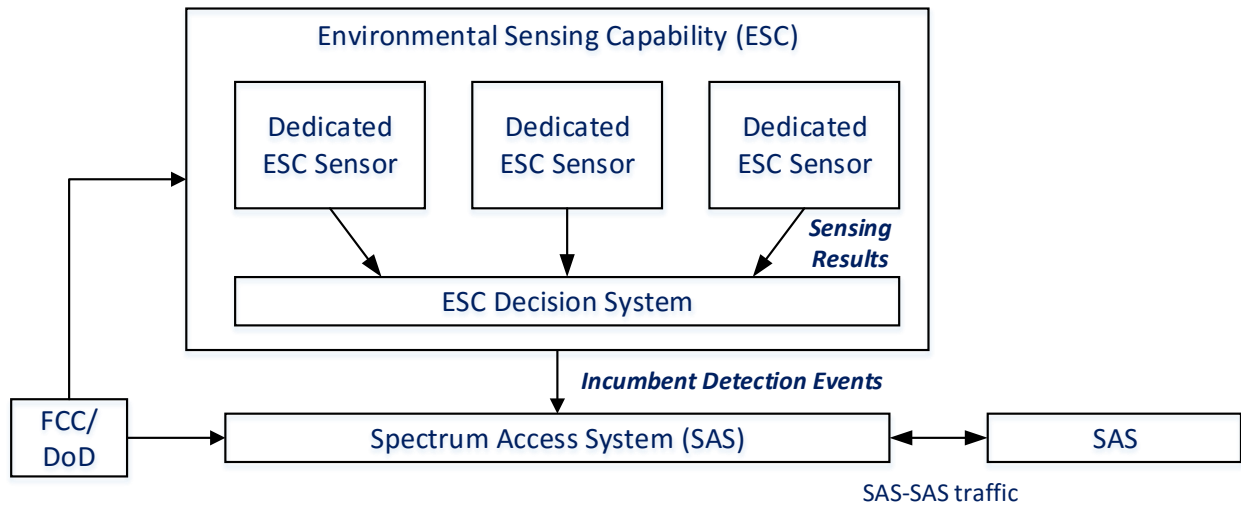 Environmental Sensing Capability (ESC)
Dedicated
ESC Sensor
Dedicated
ESC Sensor
Dedicated
ESC Sensor
Sensing
Results
ESC Decision System
Incumbent Detection Events
FCC/
DoD
Spectrum Access System (SAS)
SAS
SAS-SAS traffic